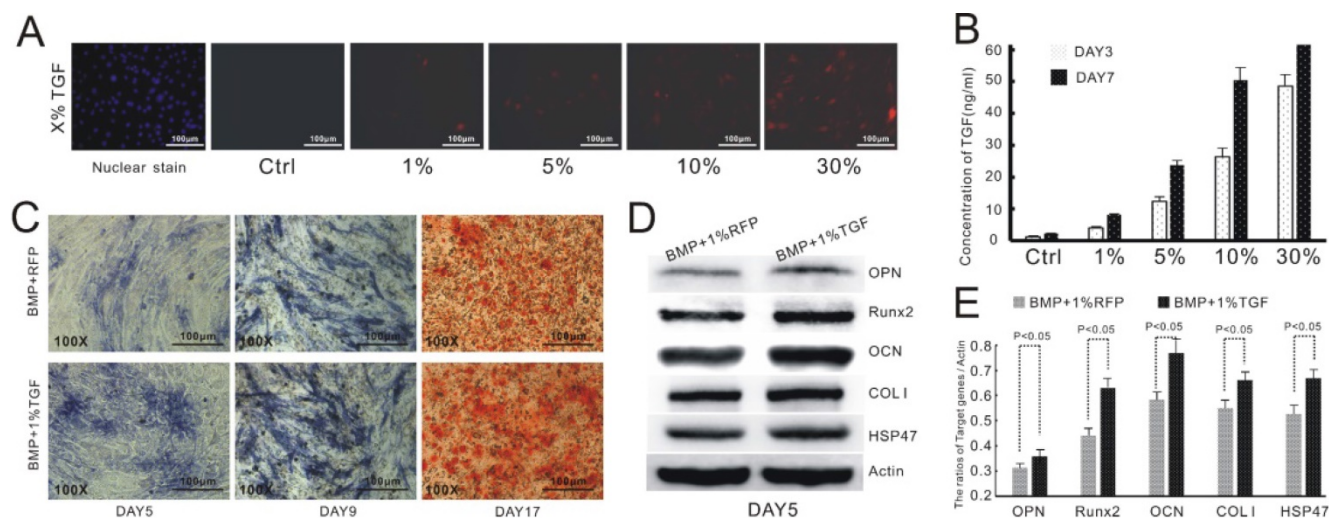 A
X% TGF
100μm
100μm
100μm
100μm
100μm
100μm
Nuclear stain
Ctrl
1%
5%
10%
30%
B
Concentration of TGF(ng/ml)
60
50
40
30
20
10
0
DAY3
DAY7
Ctrl
1%
5%
10%
30%
C
BMP+RFP
100X
100μm
100X
100μm
100X
100μm
BMP+1%TGF
100X
100μm
100X
100μm
100X
100μm
DAY5
DAY9
DAY17
D
BMP+1%RFP
BMP+1%TGF
OPN
Runx2
OCN
COL I
HSP47
Actin
DAY5
E
BMP+1%RFP
BMP+1%TGF
The ratios of Target genes / Actin
0.8
0.7
0.6
0.5
0.4
0.3
0.2
P<0.05
P<0.05
P<0.05
P<0.05
P<0.05
OPN
Runx2
OCN
COL I
HSP47